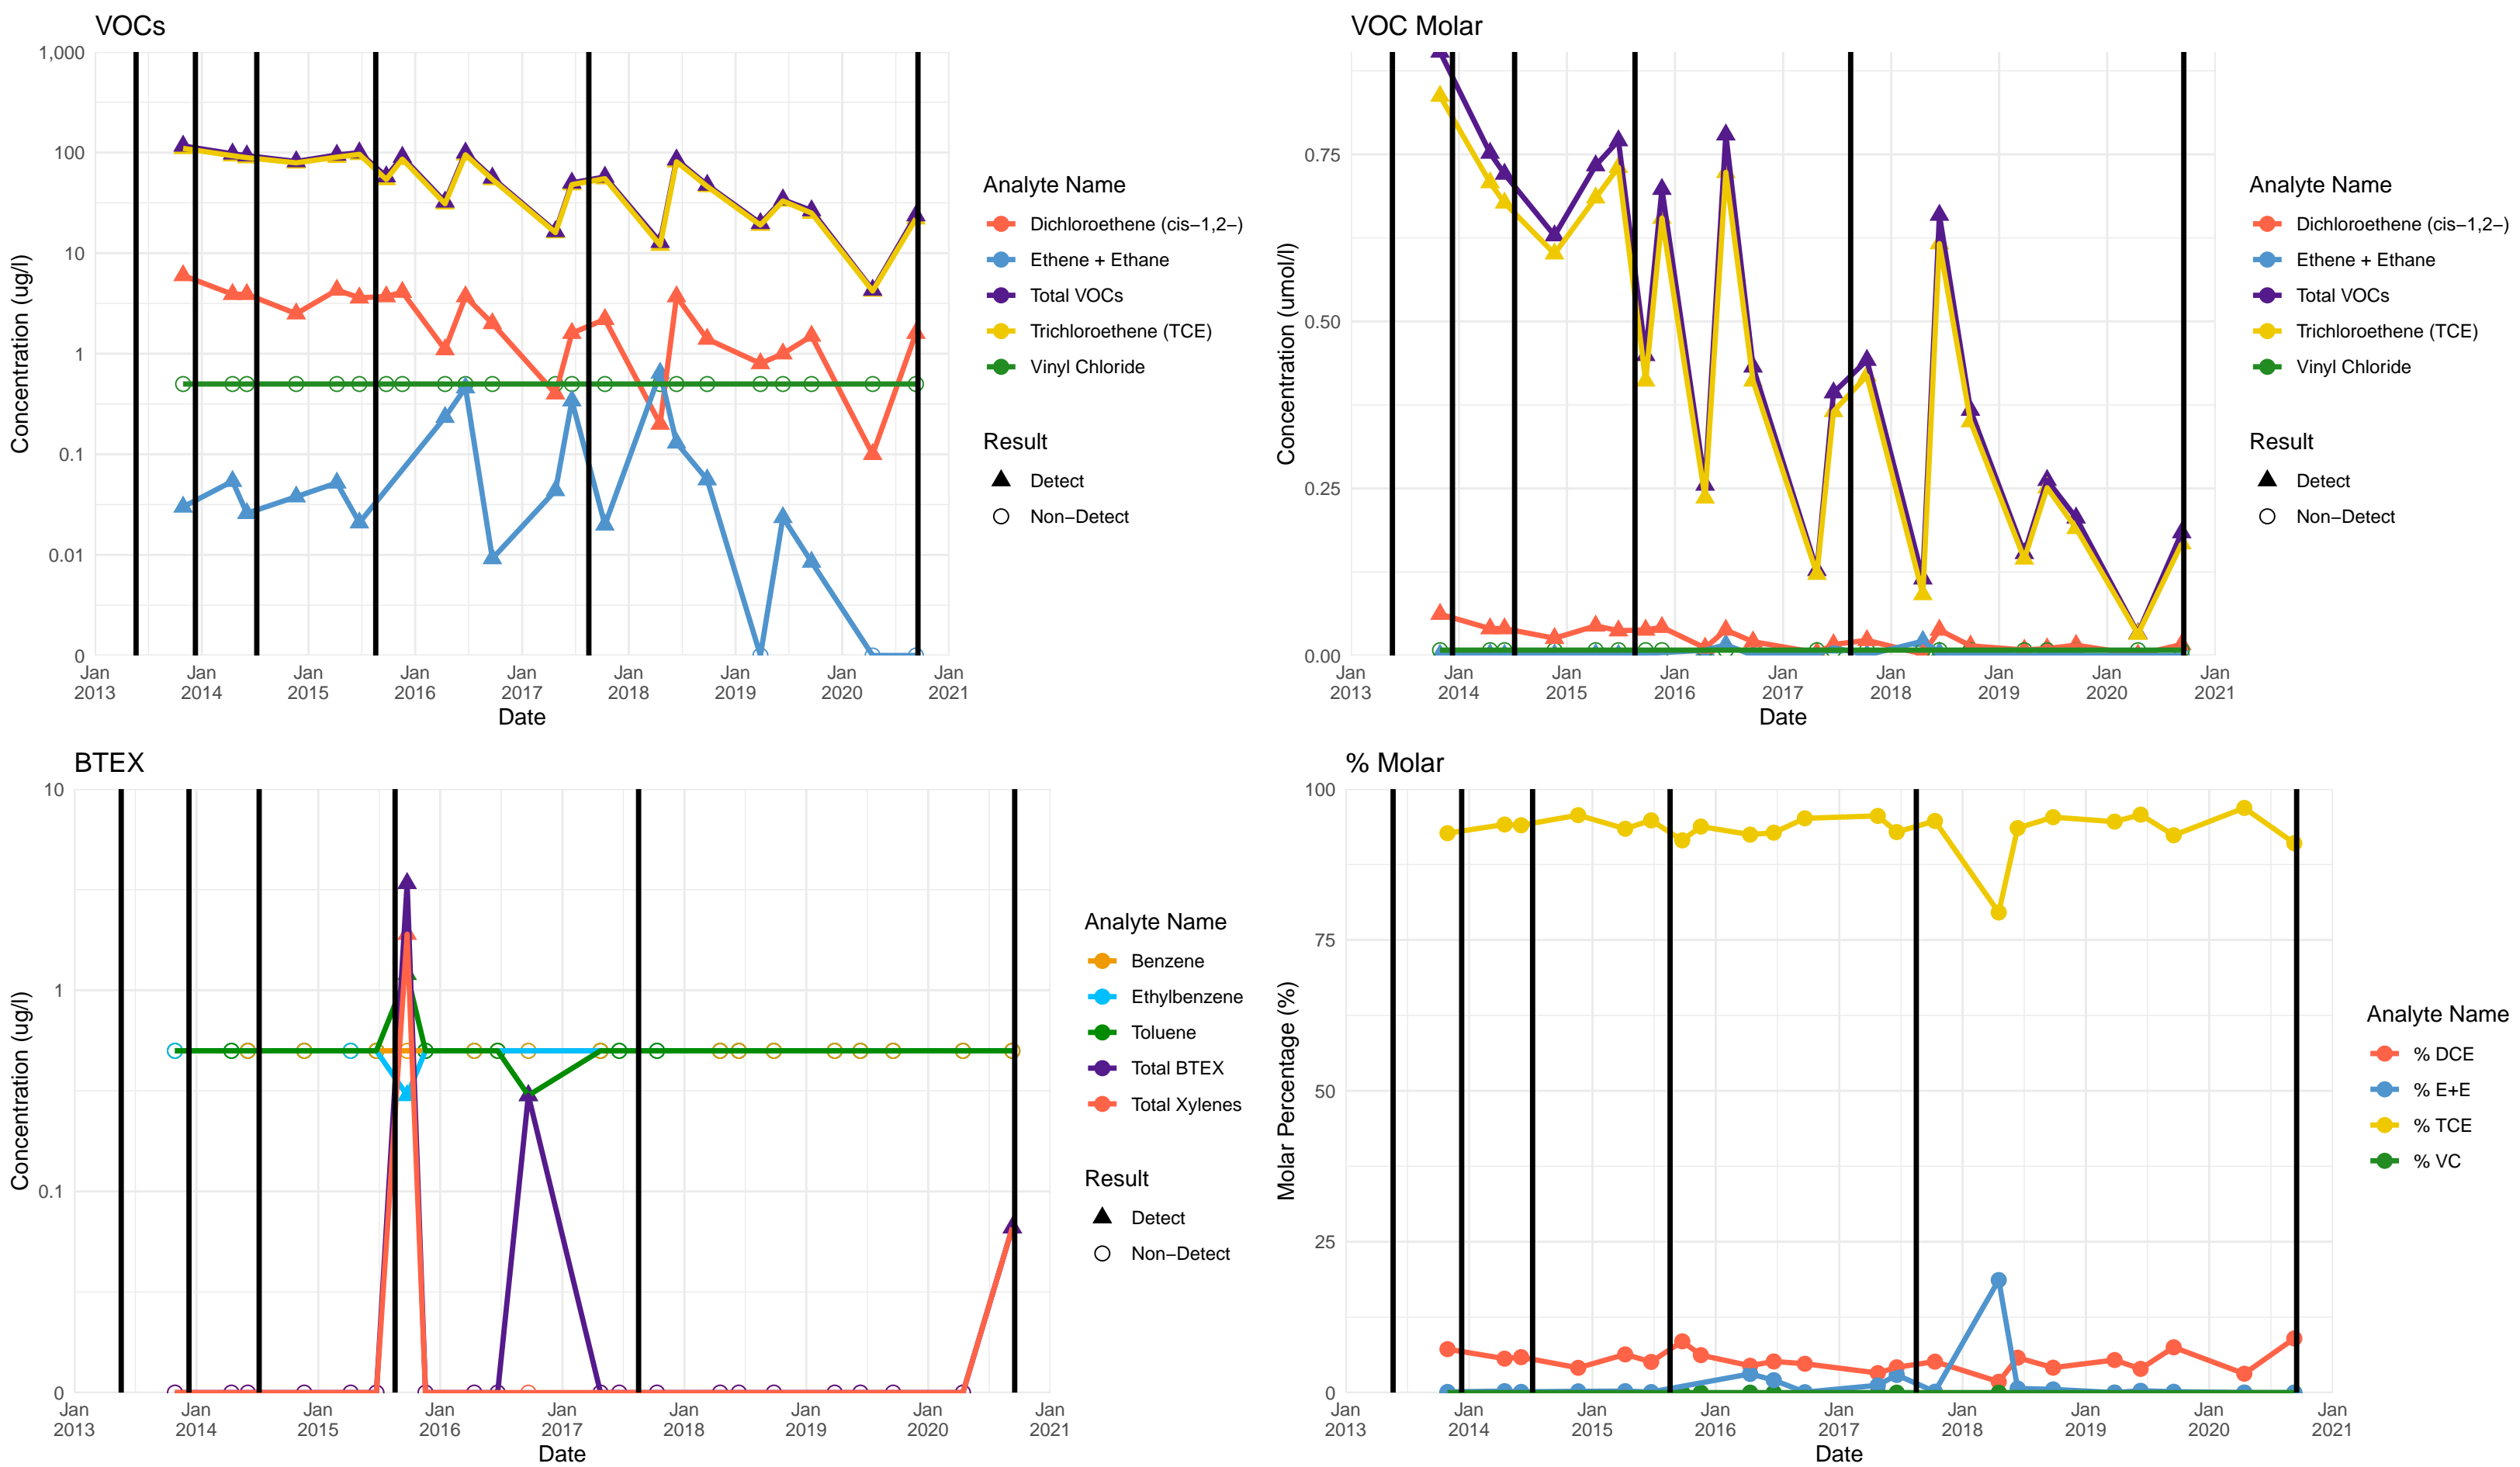 VOCs
1,000
100
10
1
0.1
0.01
0
Concentration (ug/l)
Jan Jan Jan Jan Jan Jan Jan Jan Jan
2013 2014 2015 2016 2017 2018 2019 2020 2021
Date
Analyte Name
Dichloroethene (cis−1,2−)
Ethene + Ethane
Total VOCs
Trichloroethene (TCE)
Vinyl Chloride
Result
Detect
Non−Detect
VOC Molar
0.75
0.50
0.25
0.00
Concentration (umol/l)
Jan Jan Jan Jan Jan Jan Jan Jan Jan
2013 2014 2015 2016 2017 2018 2019 2020 2021
Date
Analyte Name
Dichloroethene (cis−1,2−)
Ethene + Ethane
Total VOCs
Trichloroethene (TCE)
Vinyl Chloride
Result
Detect
Non−Detect
BTEX
10
1
0.1
0
Concentration (ug/l)
Jan Jan Jan Jan Jan Jan Jan Jan Jan
2013 2014 2015 2016 2017 2018 2019 2020 2021
Date
Analyte Name
Benzene
Ethylbenzene
Toluene
Total BTEX
Total Xylenes
Result
Detect
Non−Detect
% Molar
100
75
50
25
0
Molar Percentage (%)
Jan Jan Jan Jan Jan Jan Jan Jan Jan
2013 2014 2015 2016 2017 2018 2019 2020 2021
Date
Analyte Name
% DCE
% E+E
% TCE
% VC